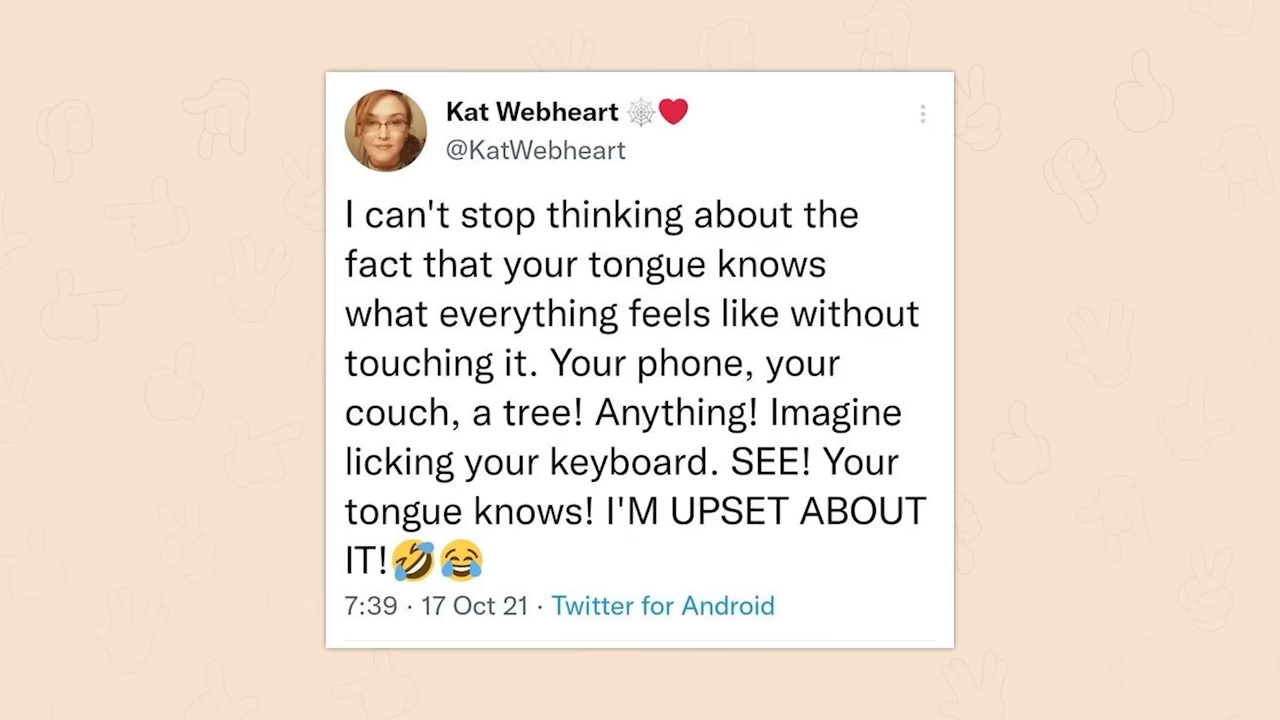 Kat Webheart 🕸️❤️
@KatWebheart
I can't stop thinking about the
fact that your tongue knows
what everything feels like without
touching it. Your phone, your
couch, a tree! Anything! Imagine
licking your keyboard. SEE! Your
tongue knows! I'M UPSET ABOUT
IT!🤣😂
7:39 · 17 Oct 21 · Twitter for Android